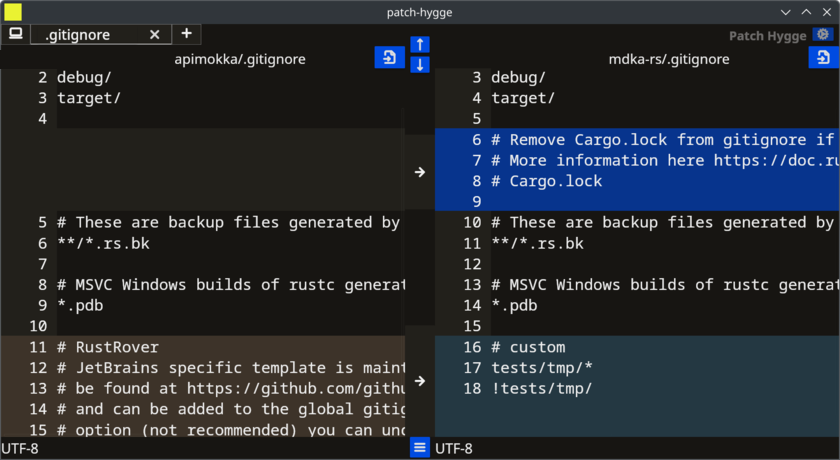 patch-hygge
.gitignore
Patch Hygge
apimokka/.gitignore
2 debug/
3 target/
4
5 # These are backup files generated by
6 **/*.rs.bk
7
8 # MSVC Windows builds of rustc generat
9 *.pdb
10
11 # RustRover
12 # JetBrains specific template is maint
13 # be found at https://github.com/githu
14 # and can be added to the global gitig
15 # option (not recommended) you can unc
UTF-8
mdka-rs/.gitignore
3 debug/
4 target/
5
6 # Remove Cargo.lock from gitignore if
7 # More information here https://doc.ru
8 # Cargo.lock
9
10 # These are backup files generated by
11 **/*.rs.bk
12
13 # MSVC Windows builds of rustc generat
14 *.pdb
15
16 # custom
17 tests/tmp/*
18 !tests/tmp/
UTF-8